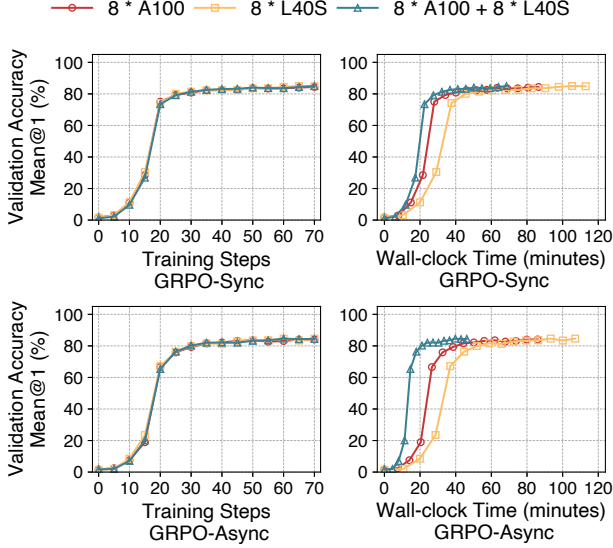 8 * A100 8 * L40S 8 * A100 + 8 * L40S
Validation Accuracy
Mean@1 (%)
100
80
60
40
20
0
0 10 20 30 40 50 60 70
Training Steps
GRPO-Sync
100
80
60
40
20
0
0 20 40 60 80 100 120
Wall-clock Time (minutes)
GRPO-Sync
Validation Accuracy
Mean@1 (%)
100
80
60
40
20
0
0 10 20 30 40 50 60 70
Training Steps
GRPO-Async
100
80
60
40
20
0
0 20 40 60 80 100 120
Wall-clock Time (minutes)
GRPO-Async